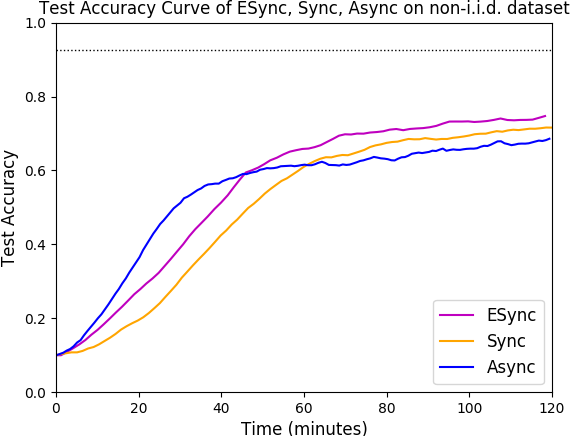 Test Accuracy Curve of ESync, Sync, Async on non-i.i.d. dataset
1.0
0.8
0.6
0.4
0.2
0.0
Test Accuracy
ESync
Sync
Async
0 20 40 60 80 100 120
Time (minutes)